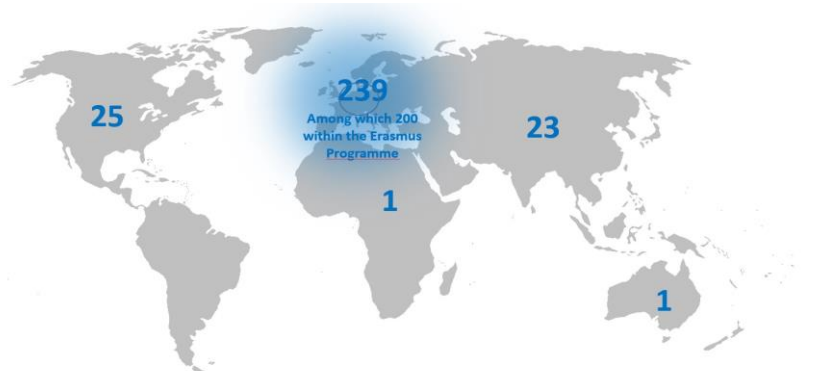 239
25
Among which 200
within the Erasmus
Programme
23
1
1